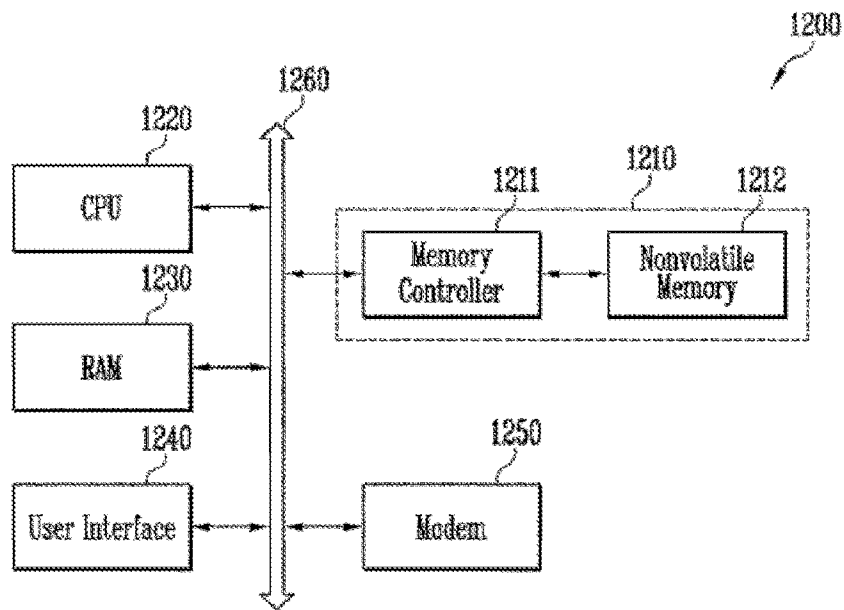 1200
1260
1220
CPU
1210
1211
1212
Memory
Controller
Nonvolatile
Memory
1230
RAM
1240
User Interface
1250
Modem